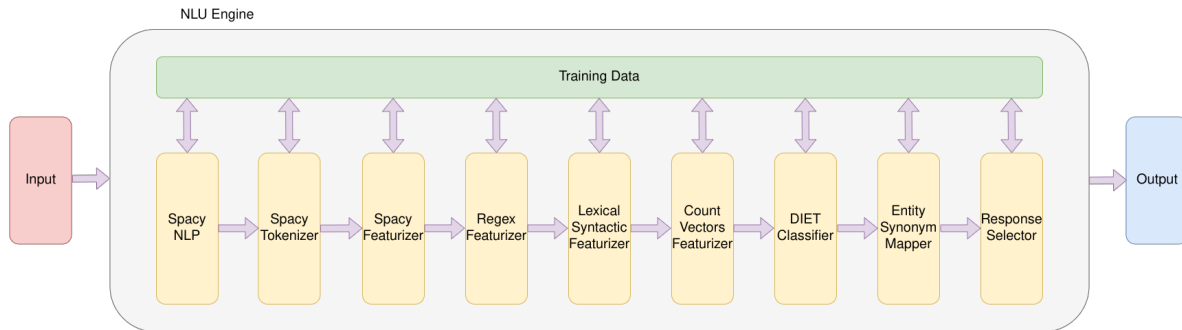 NLU Engine
Training Data
Input
Spacy
NLP
Spacy
Tokenizer
Spacy
Featurizer
Regex
Featurizer
Lexical
Syntactic
Featurizer
Count
Vectors
Featurizer
DIET
Classifier
Entity
Synonym
Mapper
Response
Selector
Output